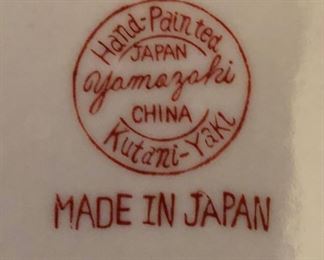 Hand-Painted
JAPAN
Yamazaki
CHINA
Kutani-Yaki
MADE IN JAPAN